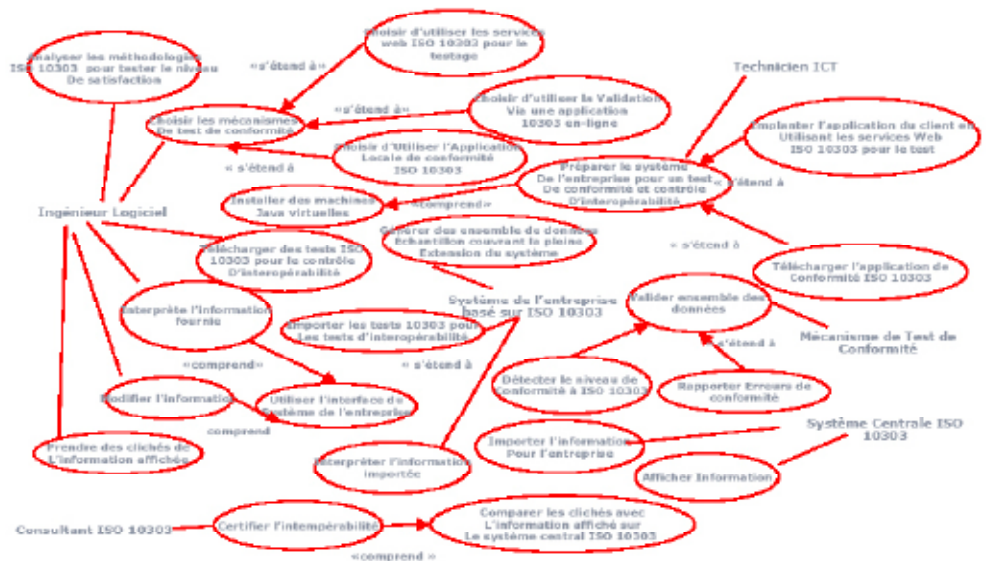 Choisir d'utiliser les services
web ISO 10303 pour le
testage
Analyser les méthodologies
ISO 10303 pour tester le niveau
De satisfaction
«s'étend à»
Technicien ICT
Choisir les mécanismes
De test de conformité
«s'étend à»
Choisir d'utiliser la Validation
Via une application
10303 en-ligne
Implanter l'application du client en
Utilisant les services Web
ISO 10303 pour le test
Choisir d'Utiliser l'Application
Locale de conformité
ISO 10303
« s'étend à
Préparer le système
De l'entreprise pour un test
De conformité et contrôle
D'interopérabilité
« s'étend à
Installer des machines
Java virtuelles
«comprend»
Ingénieur Logiciel
Générer des ensemble de données
Echantillon couvrant la pleine
Extension du système
« s'étend à
Télécharger des tests ISO
10303 pour le contrôle
D'interopérabilité
Télécharger l'application de
Conformité ISO 10303
Interprète l'Information
fournie
Système de l'entreprise
basé sur ISO 10303
Valider ensemble des
données
Importer les tests 10303 pour
Les tests d'interopérabilité
Mécanisme de Test de
Conformité
s'étend à
«comprend»
« s'étend à
Modifier l'information
Utiliser l'interface du
Système de l'entreprise
Détecter le niveau de
Conformité à ISO 10303
Rapporter Erreurs de
conformité
comprend
Prendre des clichés de
L'information affichée
Importer l'information
Pour l'entreprise
Système Centrale ISO
10303
Interpréter l'information
importée
Afficher Information
Consultant ISO 10303
Certifier l'intempérabilité
Comparer les clichés avec
L'information affiché sur
Le système central ISO 10303
«comprend »